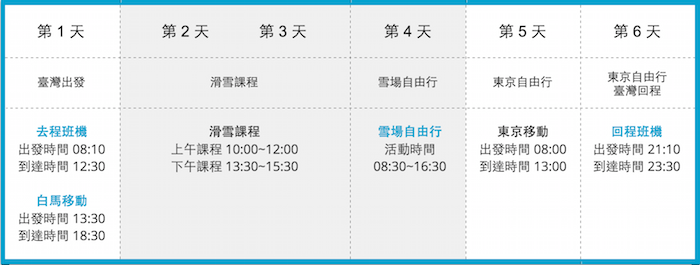 第 1 天
第 2 天
第 3 天
第 4 天
第 5 天
第 6 天
臺灣出發
滑雪課程
雪場自由行
東京自由行
東京自由行
臺灣回程
去程班機
出發時間 08:10
到達時間 12:30
白馬移動
出發時間 13:30
到達時間 18:30
滑雪課程
上午課程 10:00~12:00
下午課程 13:30~15:30
雪場自由行
活動時間
08:30~16:30
東京移動
出發時間 08:00
到達時間 13:00
回程班機
出發時間 21:10
到達時間 23:30